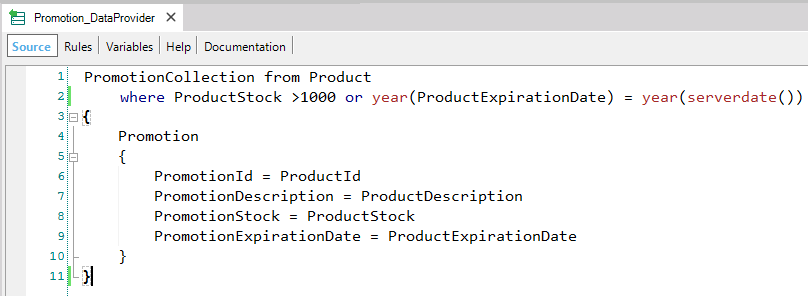 Promotion_DataProvider
Source Rules Variables Help Documentation
1 PromotionCollection from Product
2 where ProductStock >1000 or year(ProductExpirationDate) = year(serverdate())
3 {
4 Promotion
5 {
6 PromotionId = ProductId
7 PromotionDescription = ProductDescription
8 PromotionStock = ProductStock
9 PromotionExpirationDate = ProductExpirationDate
10 }
11 }